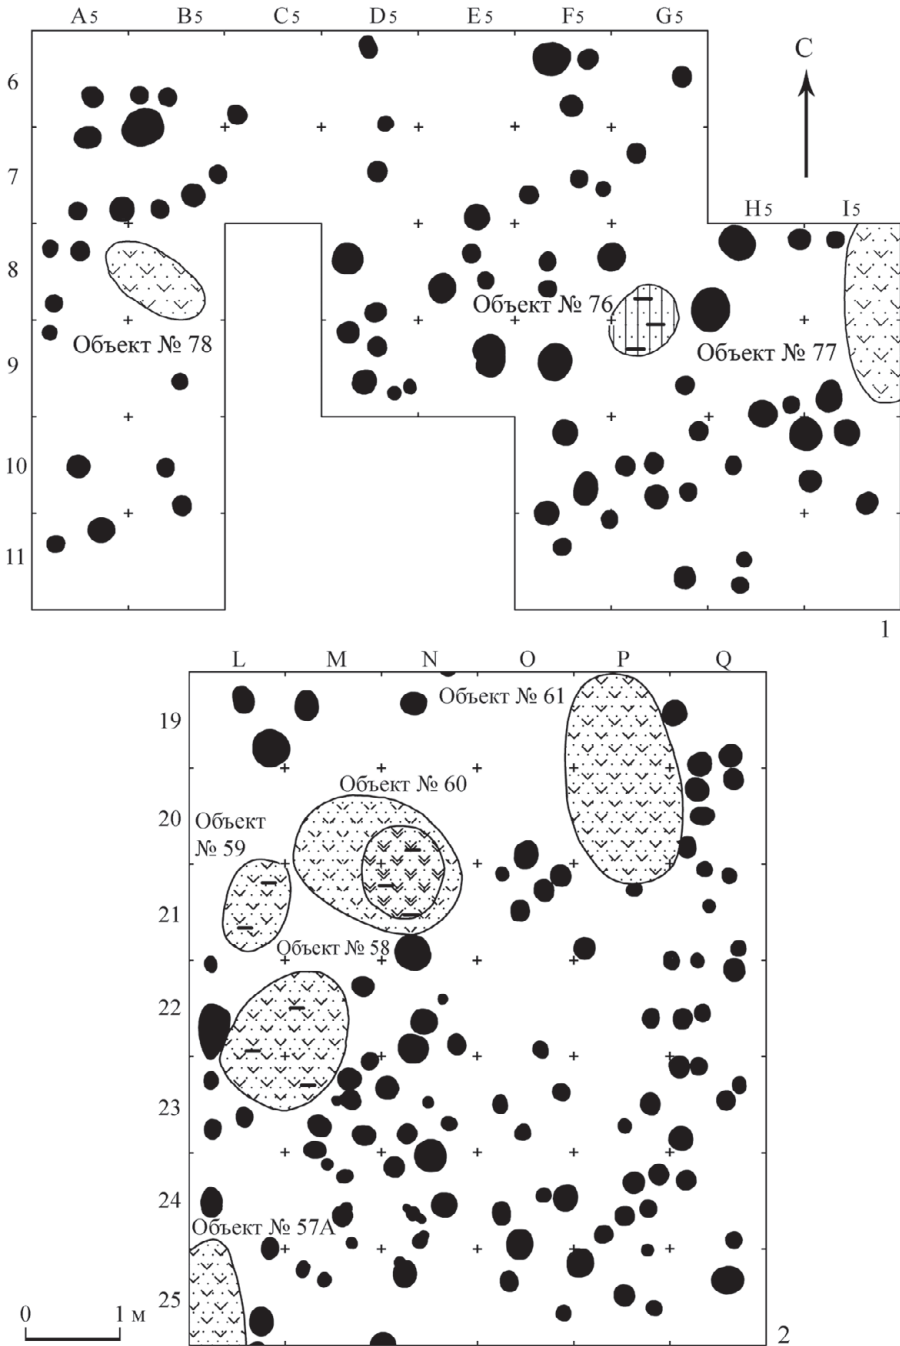 A5 B5 C5 D5 E5 F5 G5
С
6
7
H5 I5
8
Объект № 76
Объект № 78
Объект № 77
9
10
11
1
L M N O P Q
Объект № 61
19
Объект № 60
20
Объект
№ 59
21
Объект № 58
22
23
24
Объект № 57А
25
0 1 м
2